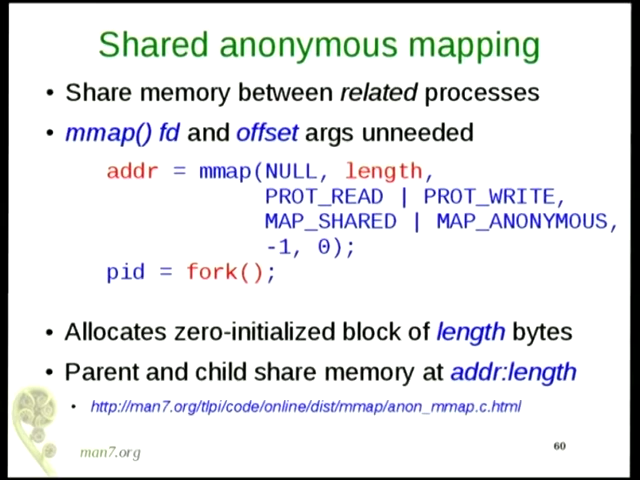 Shared anonymous mapping
• Share memory between related processes
• mmap() fd and offset args unneeded
addr = mmap(NULL, length,
PROT_READ | PROT_WRITE,
MAP_SHARED | MAP_ANONYMOUS,
-1, 0);
pid = fork();
• Allocates zero-initialized block of length bytes
• Parent and child share memory at addr:length
• http://man7.org/tlpi/code/online/dist/mmap/anon_mmap.c.html
man7.org
60